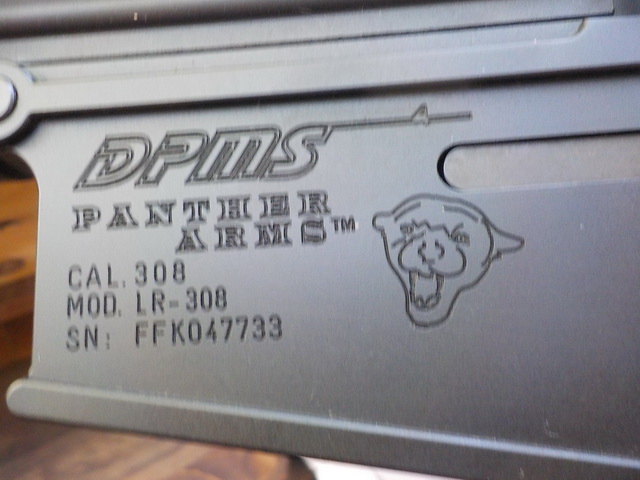 DPMS
PANTHER
ARMS™
CAL. 308
MOD. LR-308
SN: FFK047733